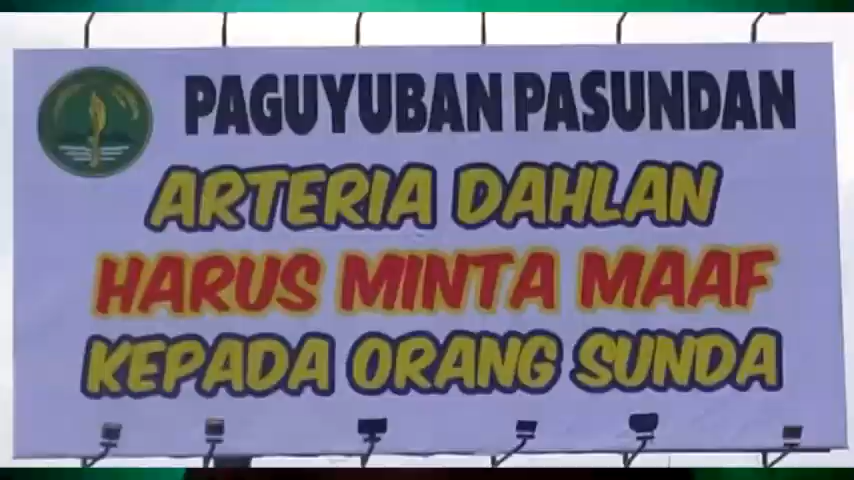 PAGUYUBAN PASUNDAN
ARTERIA DAHLAN
HARUS MINTA MAAF
KEPADA ORANG SUNDA